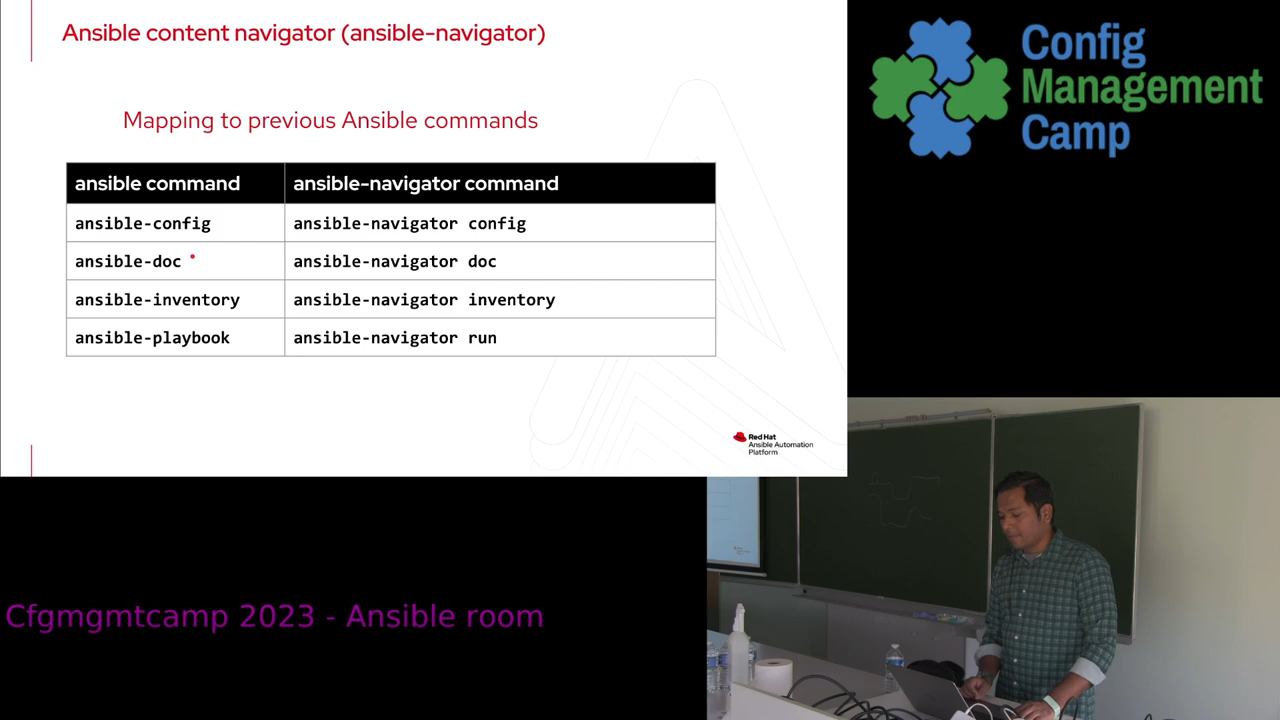 Ansible content navigator (ansible-navigator)
Mapping to previous Ansible commands
ansible command ansible-navigator command
ansible-config ansible-navigator config
ansible-doc ansible-navigator doc
ansible-inventory ansible-navigator inventory
ansible-playbook ansible-navigator run
Red Hat
Ansible Automation
Platform
Config
Management
Camp
Cfgmgmtcamp 2023 - Ansible room